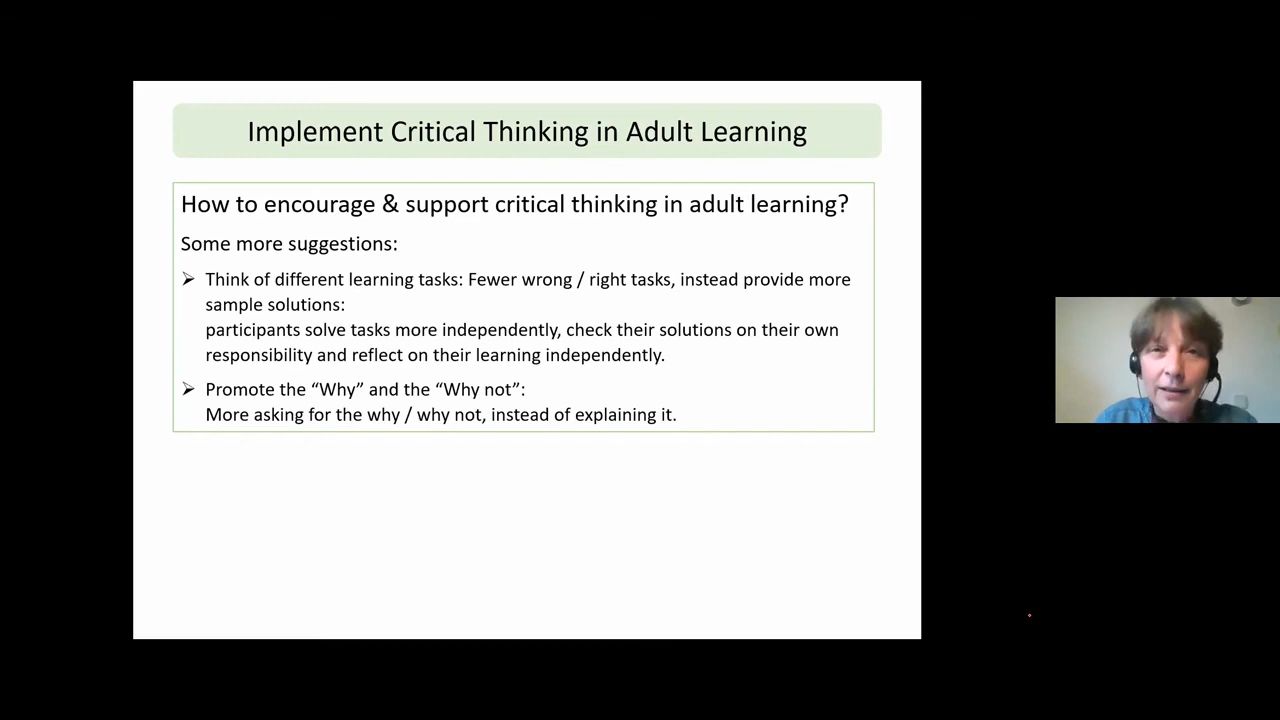 Implement Critical Thinking in Adult Learning
How to encourage & support critical thinking in adult learning?
Some more suggestions:
➢ Think of different learning tasks: Fewer wrong / right tasks, instead provide more
sample solutions:
participants solve tasks more independently, check their solutions on their own
responsibility and reflect on their learning independently.
➢ Promote the “Why” and the “Why not”:
More asking for the why / why not, instead of explaining it.